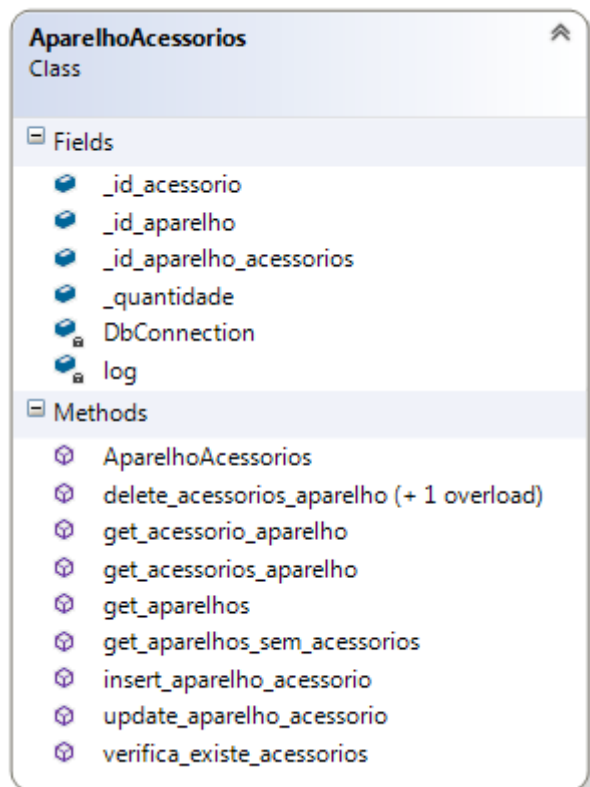 AparelhoAcessorios
Class
Fields
_id_acessorio
_id_aparelho
_id_aparelho_acessorios
_quantidade
DbConnection
log
Methods
AparelhoAcessorios
delete_acessorios_aparelho (+ 1 overload)
get_acessorio_aparelho
get_acessorios_aparelho
get_aparelhos
get_aparelhos_sem_acessorios
insert_aparelho_acessorio
update_aparelho_acessorio
verifica_existe_acessorios